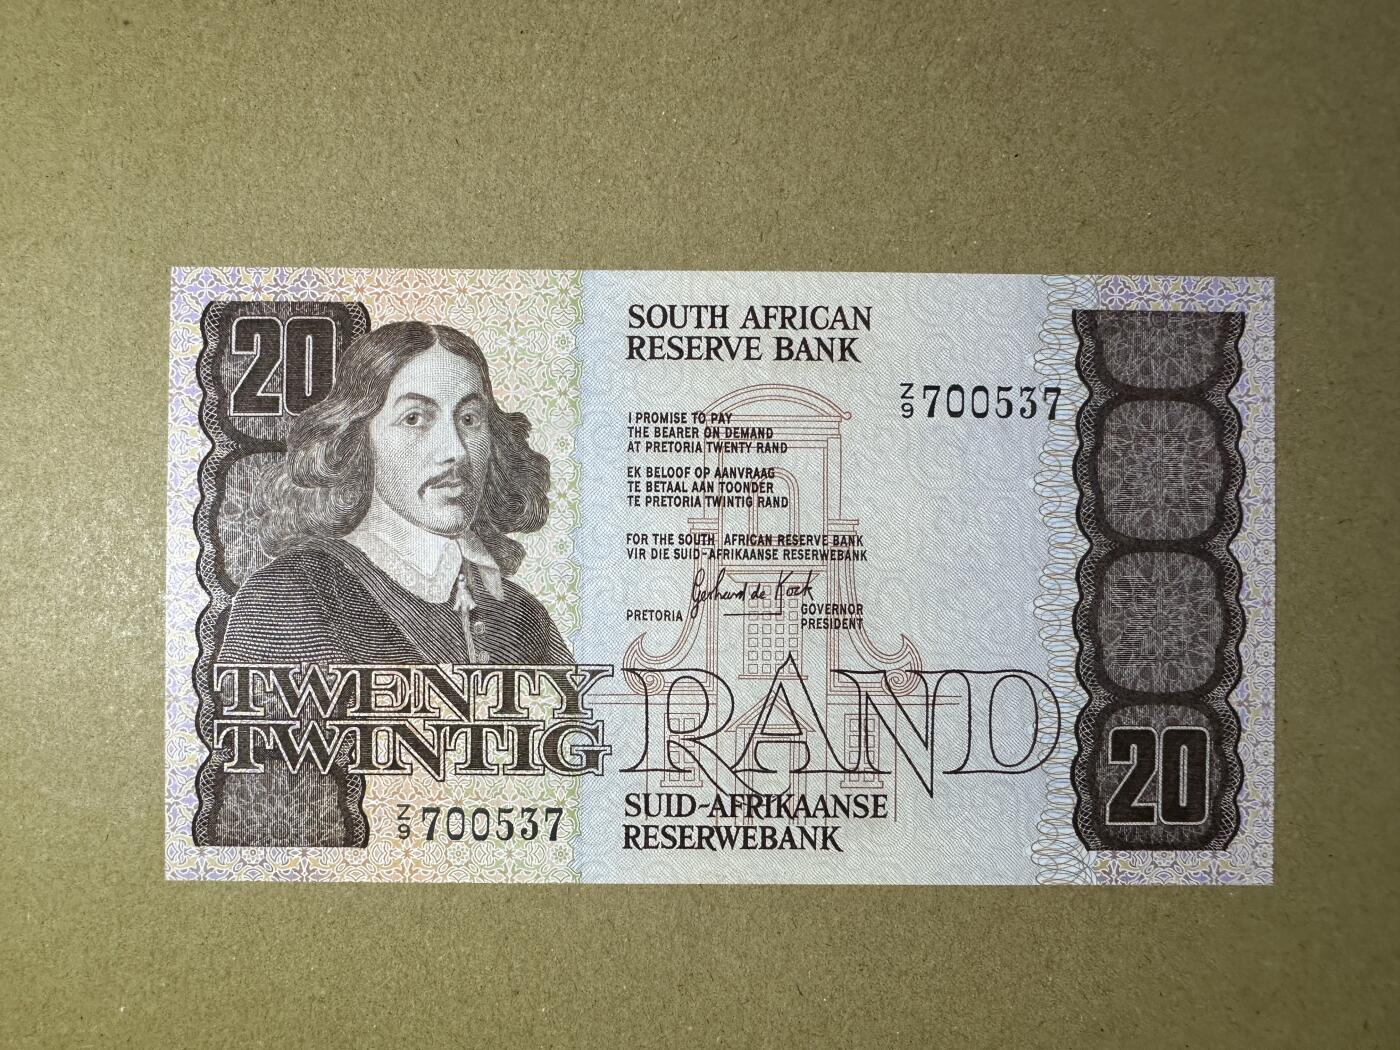 20
SOUTH AFRICAN
RESERVE BANK
Z/9 700537
I PROMISE TO PAY
THE BEARER ON DEMAND
AT PRETORIA TWENTY RAND
EK BELOOF OP AANVRAAG
TE BETAAL AAN TOONDER
TE PRETORIA TWINTIG RAND
FOR THE SOUTH AFRICAN RESERVE BANK
VIR DIE SUID-AFRIKAANSE RESERWEBANK
Gerhard de Kock
PRETORIA GOVERNOR
PRESIDENT
TWENTY
TWINTIG
RAND
20
Z/9 700537
SUID-AFRIKAANSE
RESERWEBANK